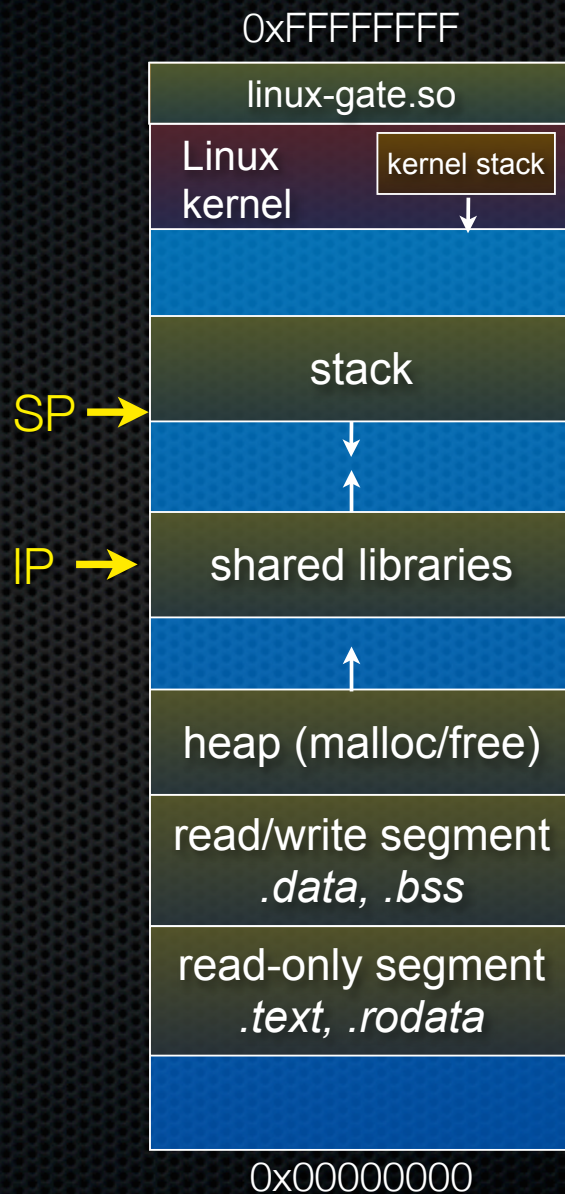 0xFFFFFFFF
linux-gate.so
Linux
kernel
kernel stack
stack
SP
IP
shared libraries
heap (malloc/free)
read/write segment
.data, .bss
read-only segment
.text, .rodata
0x00000000